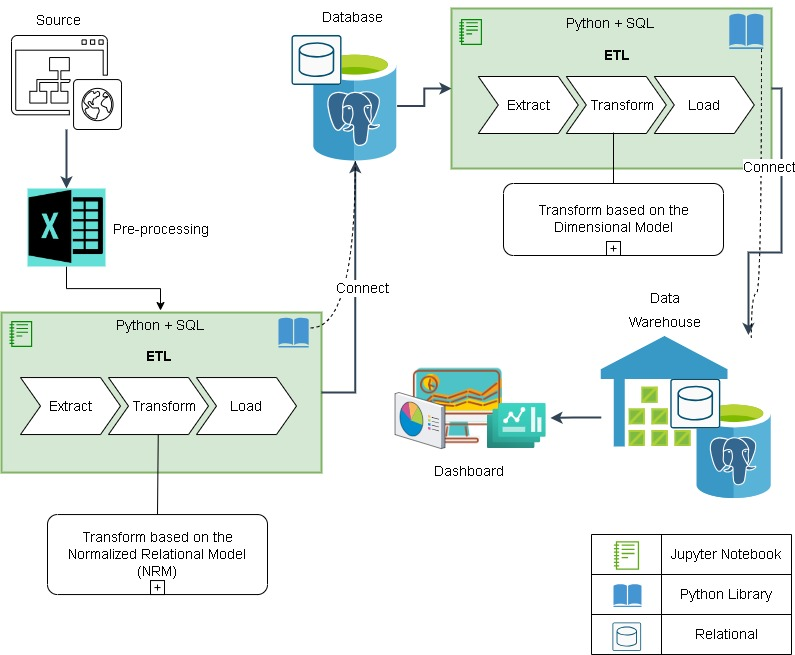 Source
Pre-processing
Python + SQL
ETL
Extract
Transform
Load
Transform based on the
Normalized Relational Model
(NRM)
+
Connect
Database
Python + SQL
ETL
Extract
Transform
Load
Transform based on the
Dimensional Model
+
Connect
Data
Warehouse
Dashboard
Jupyter Notebook
Python Library
Relational
X